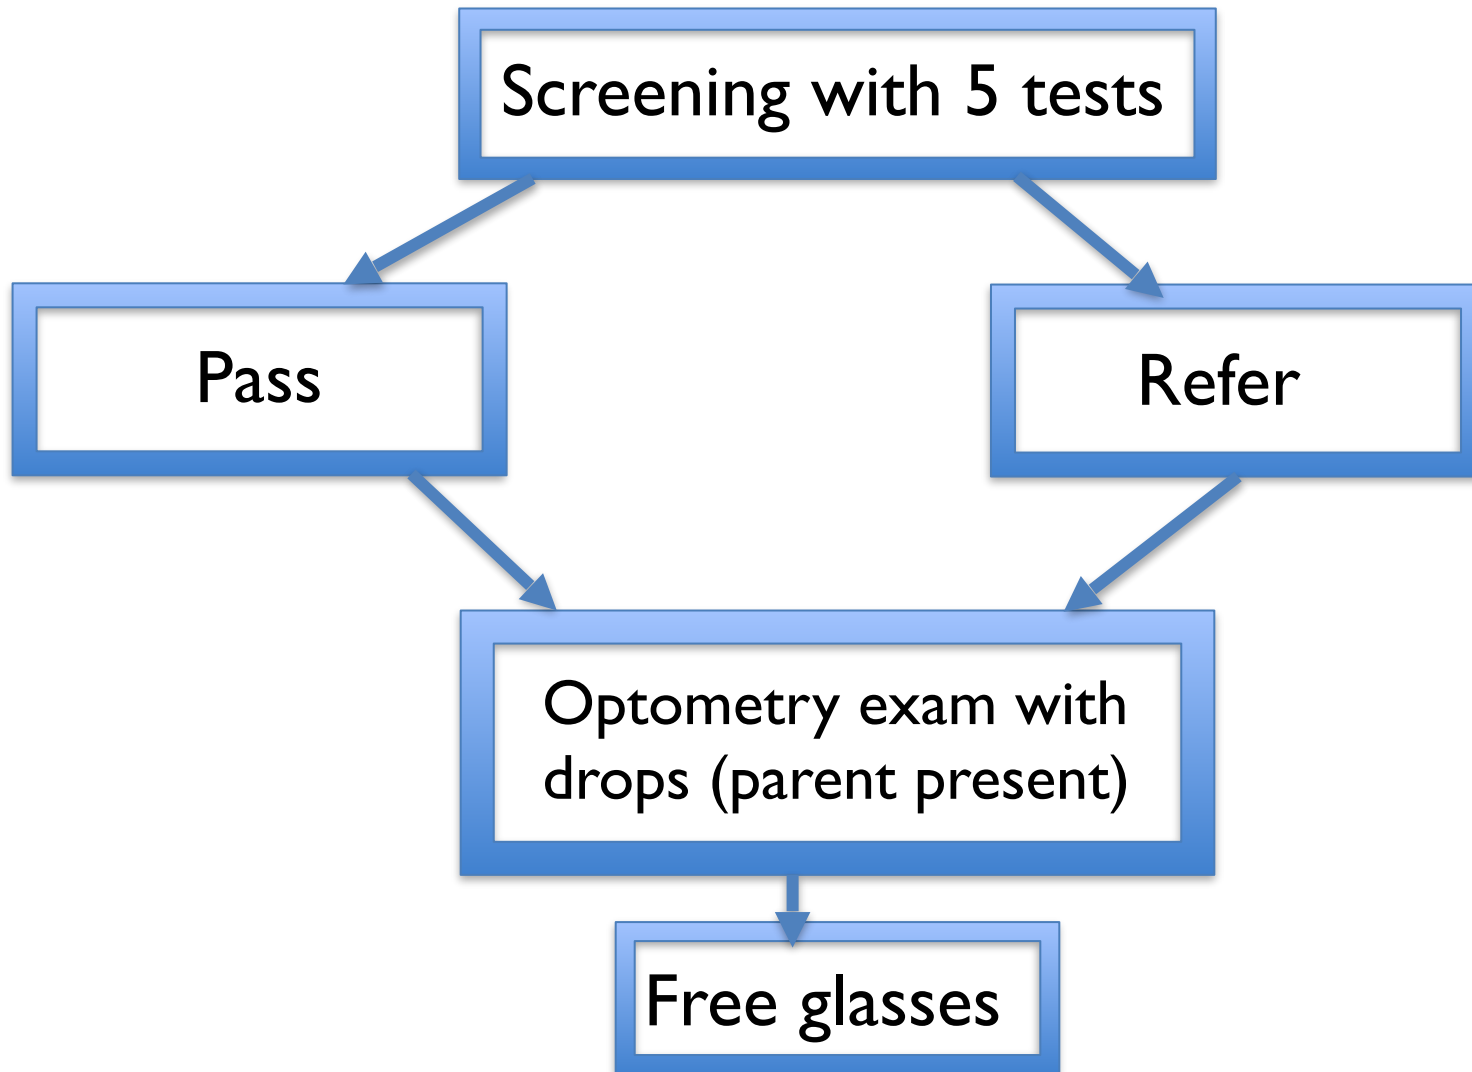 Screening with 5 tests
Pass
Refer
Optometry exam with
drops (parent present)
Free glasses